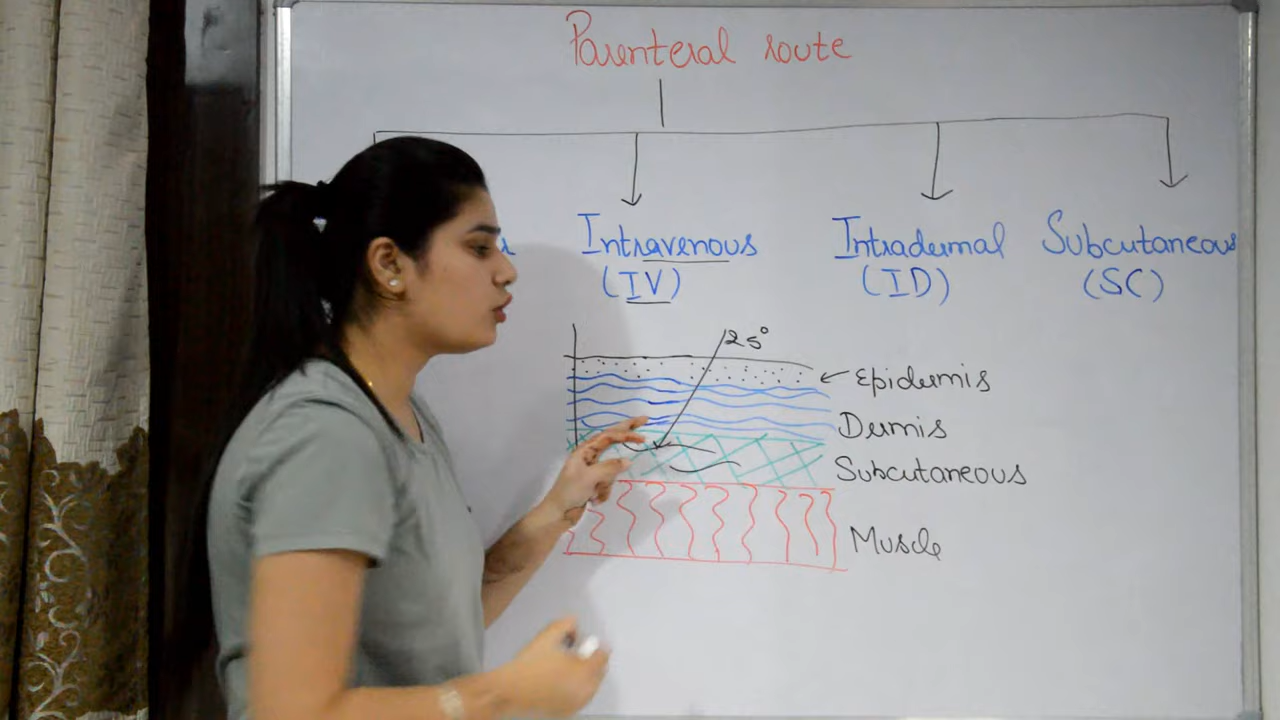 Parenteral route
Intravenous
(IV)
Intradermal
(ID)
Subcutaneous
(SC)
25°
Epidermis
Dermis
Subcutaneous
Muscle